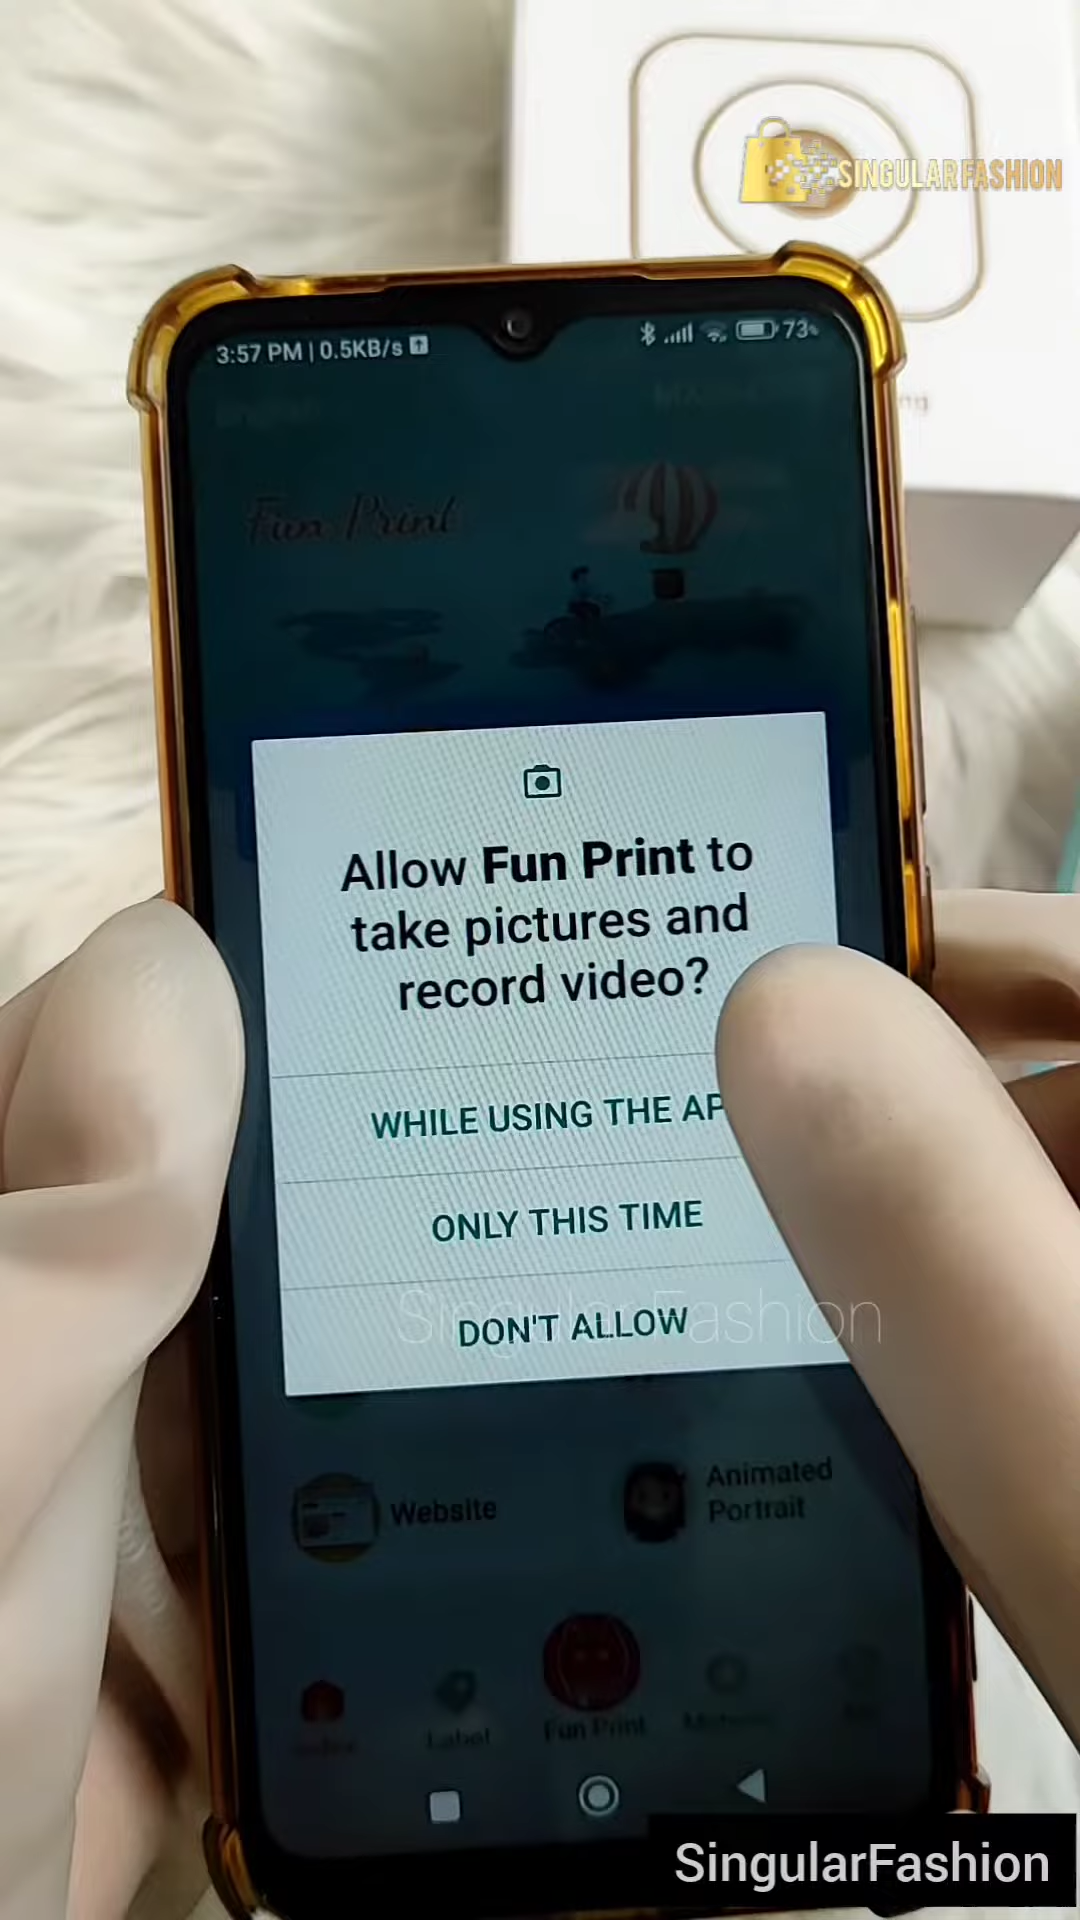 SINGULAR FASHION
3:57 PM | 0.5KB/s
73%
Fun Print
Allow Fun Print to
take pictures and
record video?
WHILE USING THE AP
ONLY THIS TIME
DON'T ALLOW
SingularFashion
Website
Animated
Portrait
Label
Fun Print
SingularFashion